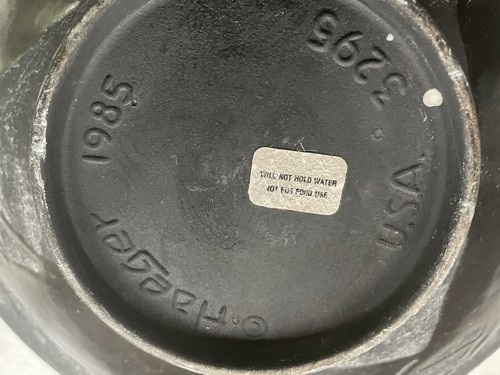 © Haeger
1985
3295
U.S.A.
WILL NOT HOLD WATER
NOT FOR FOOD USE